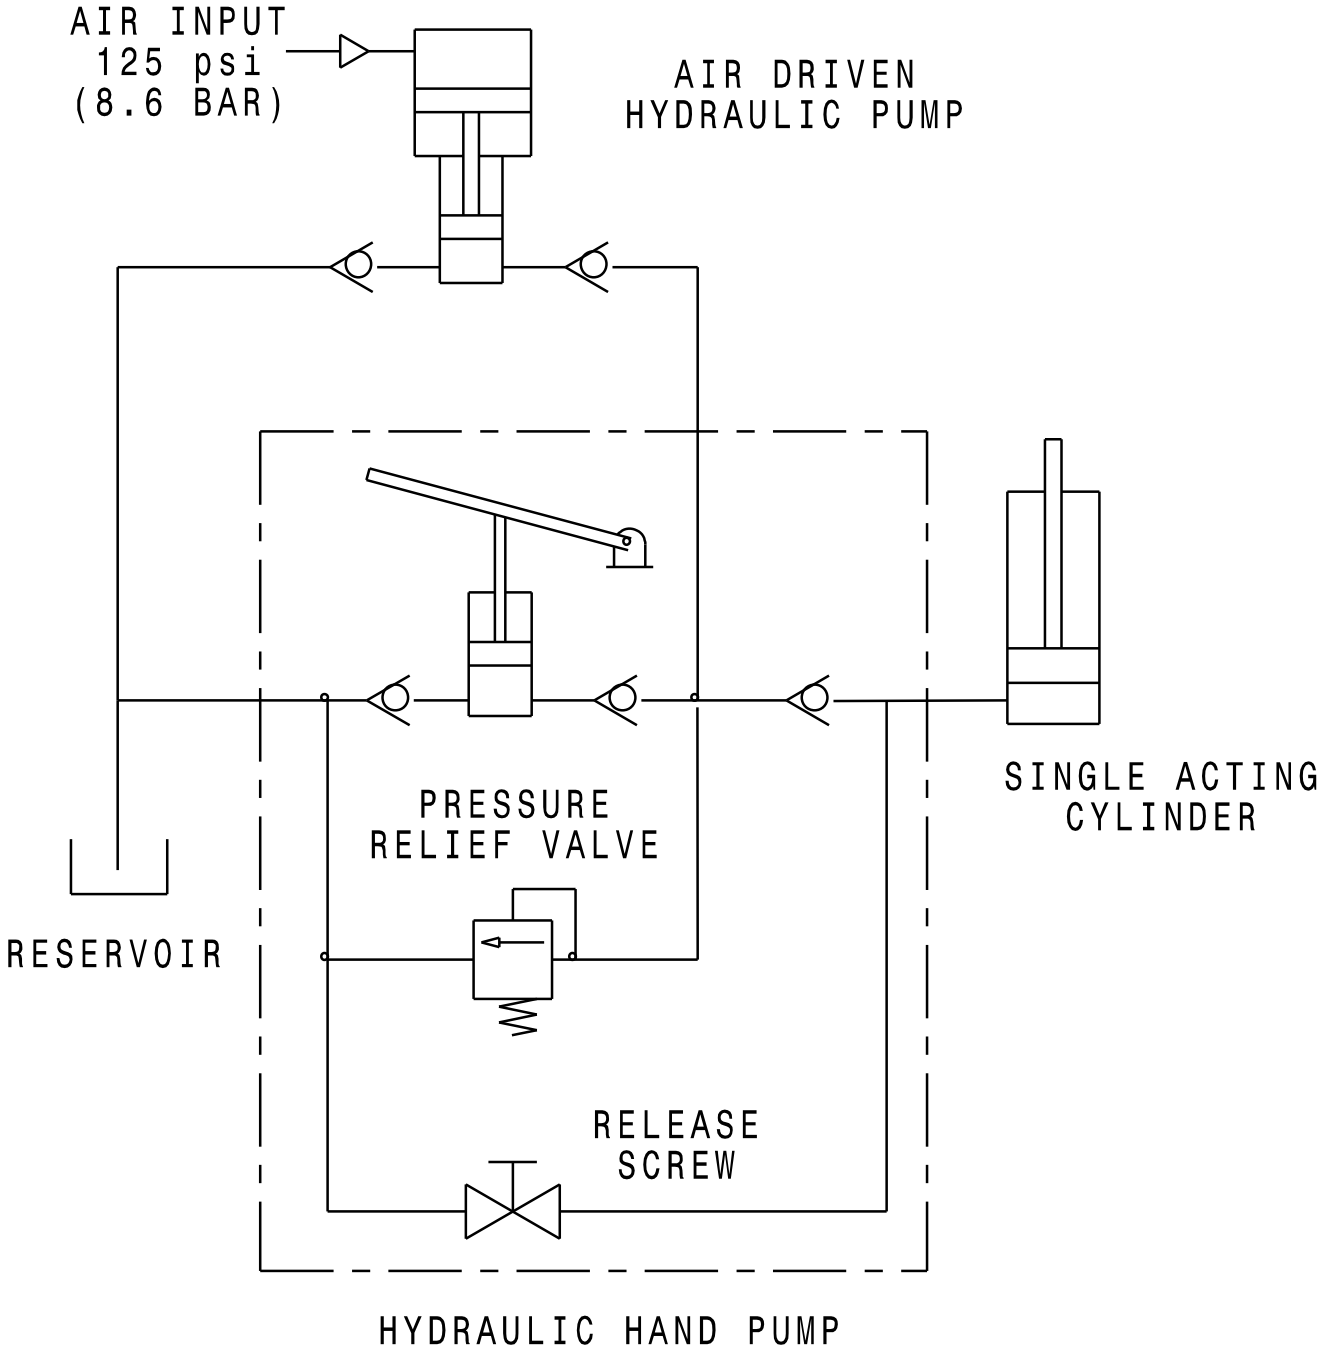 AIR INPUT
125 psi
(8.6 BAR)
AIR DRIVEN
HYDRAULIC PUMP
SINGLE ACTING
CYLINDER
PRESSURE
RELIEF VALVE
RESERVOIR
RELEASE
SCREW
HYDRAULIC HAND PUMP